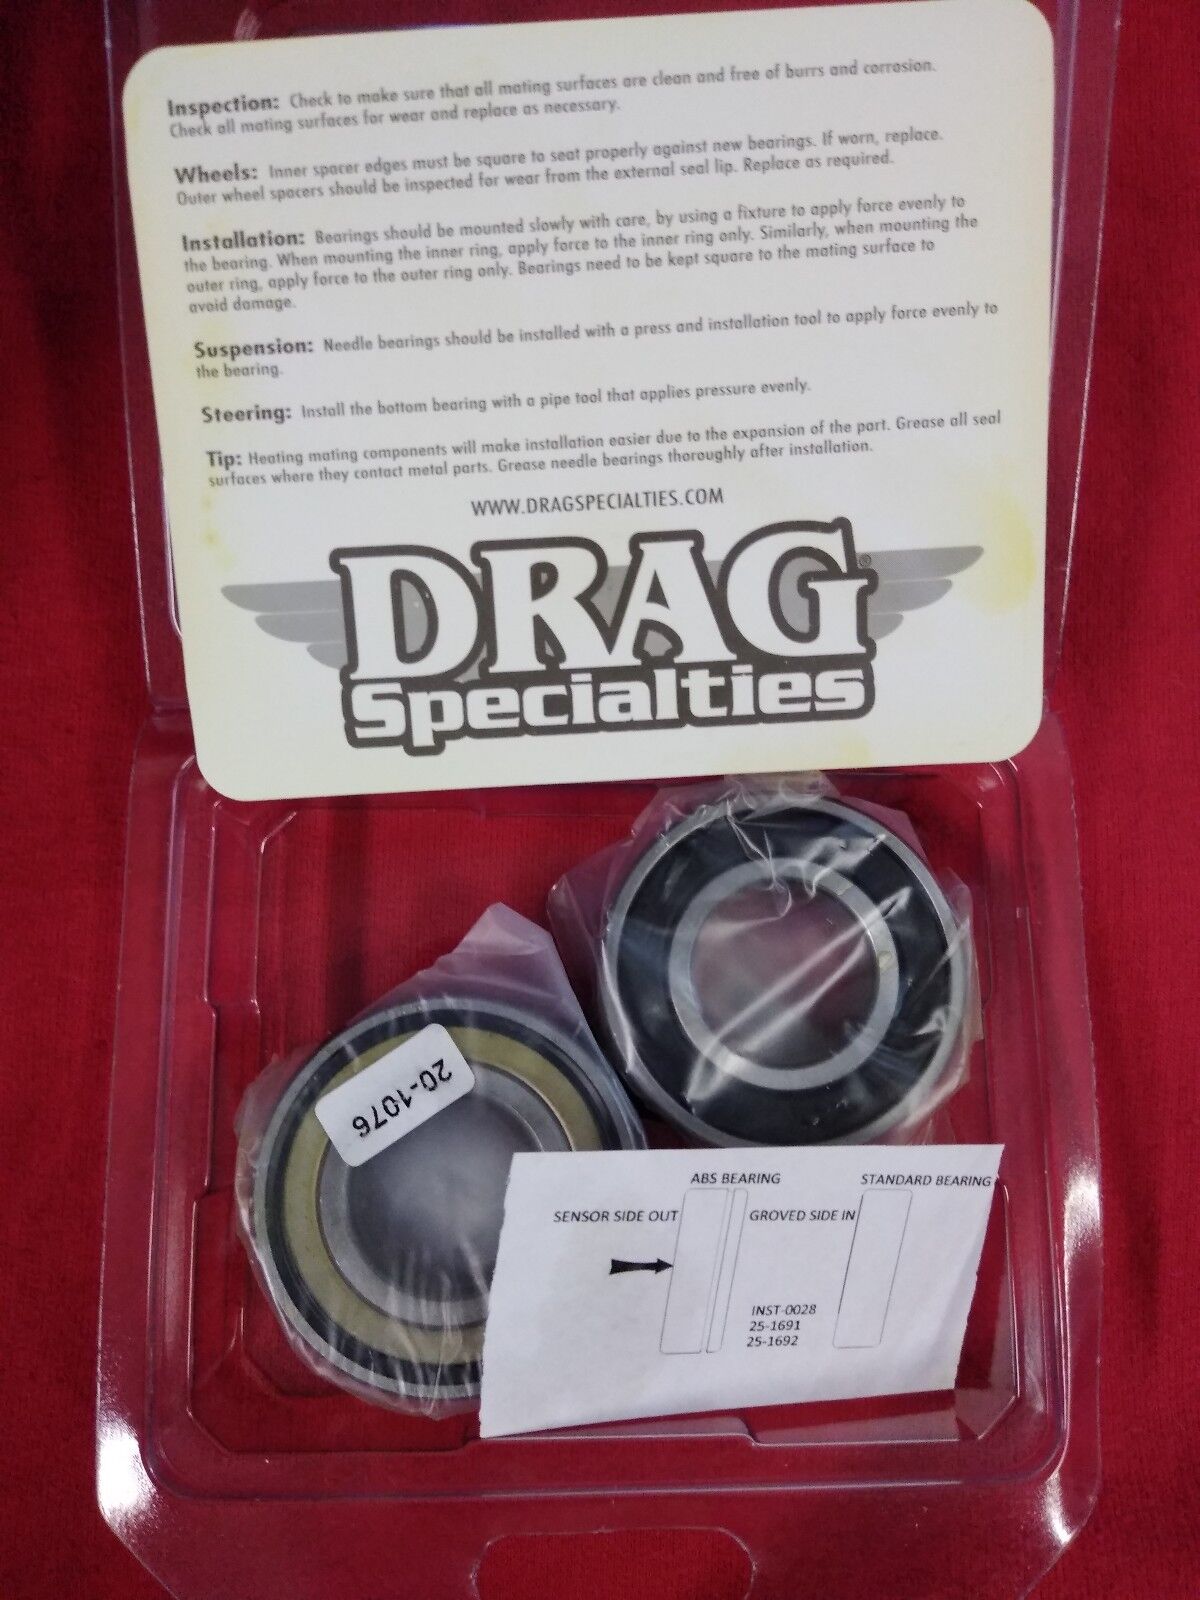 Inspection: Check to make sure that all mating surfaces are clean and free of burrs and corrosion.
Check all mating surfaces for wear and replace as necessary.
Wheels: Inner spacer edges must be square to seat properly against new bearings. If worn, replace.
Outer wheel spacers should be inspected for wear from the external seal lip. Replace as required.
Installation: Bearings should be mounted slowly with care, by using a fixture to apply force evenly to
the bearing. When mounting the inner ring, apply force to the inner ring only. Similarly, when mounting the
outer ring, apply force to the outer ring only. Bearings need to be kept square to the mating surface to
avoid damage.
Suspension: Needle bearings should be installed with a press and installation tool to apply force evenly to
the bearing.
Steering: Install the bottom bearing with a pipe tool that applies pressure evenly.
Tip: Heating mating components will make installation easier due to the expansion of the part. Grease all seal
surfaces where they contact metal parts. Grease needle bearings thoroughly after installation.
WWW.DRAGSPECIALTIES.COM
DRAG®
Specialties
20-1076
ABS BEARING
STANDARD BEARING
SENSOR SIDE OUT
GROVED SIDE IN
INST-0028
25-1691
25-1692